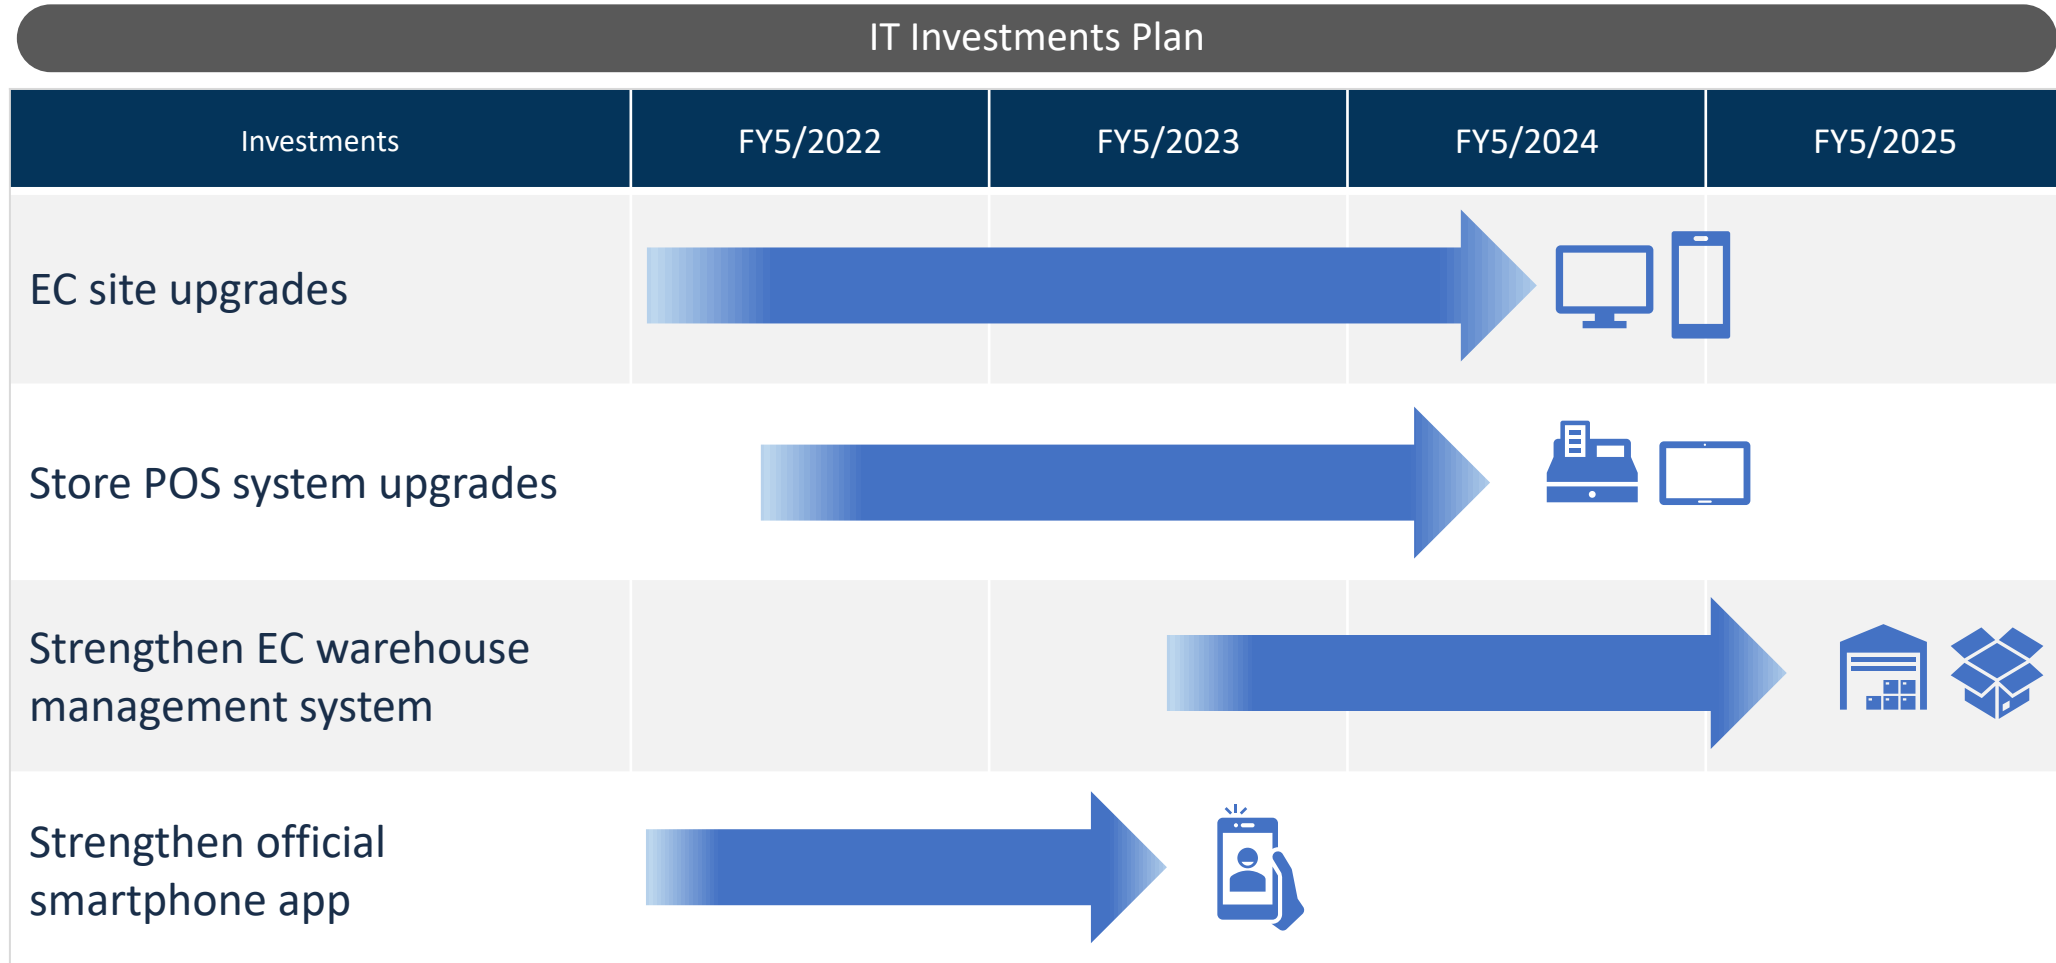 IT Investments Plan
Investments
FY5/2022
FY5/2023
FY5/2024
FY5/2025
EC site upgrades
Store POS system upgrades
Strengthen EC warehouse
management system
Strengthen official
smartphone app